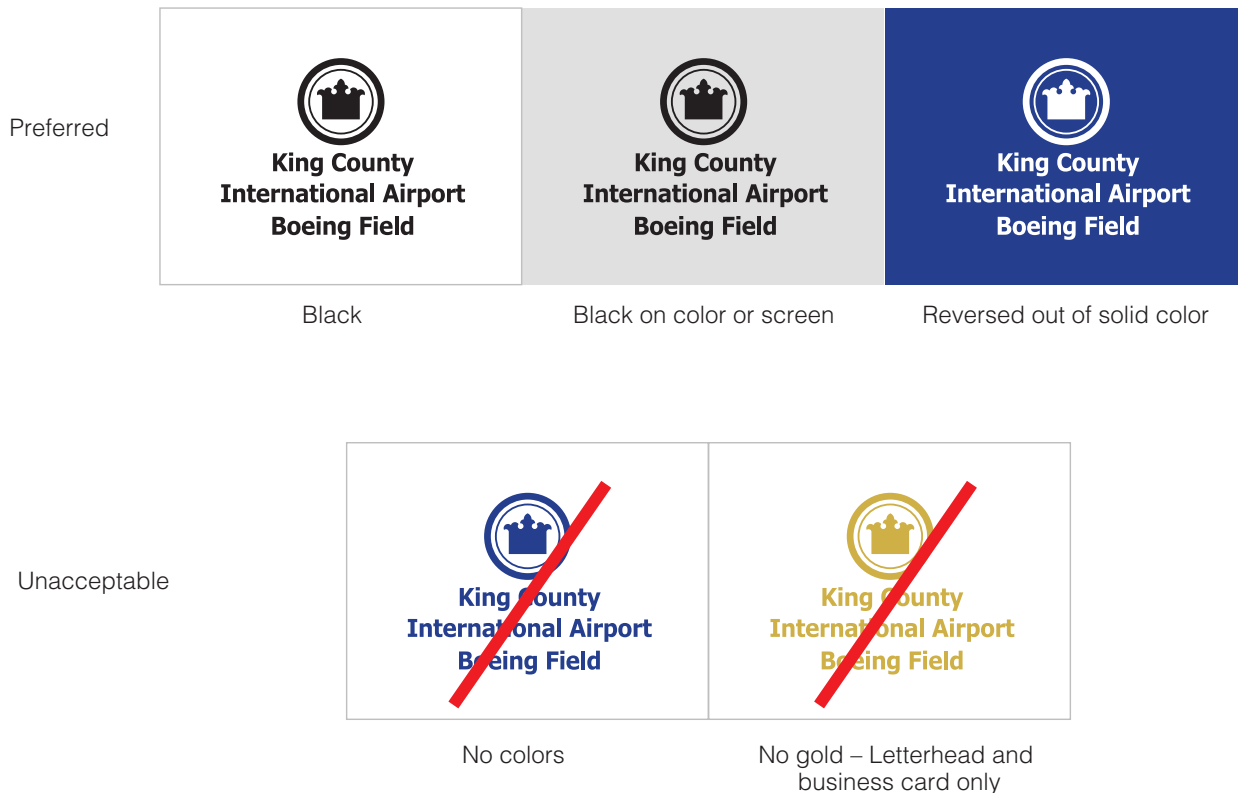 Preferred
King County
International Airport
Boeing Field
King County
International Airport
Boeing Field
King County
International Airport
Boeing Field
Black
Black on color or screen
Reversed out of solid color
Unacceptable
King County
International Airport
Boeing Field
King County
International Airport
Boeing Field
No colors
No gold – Letterhead and
business card only